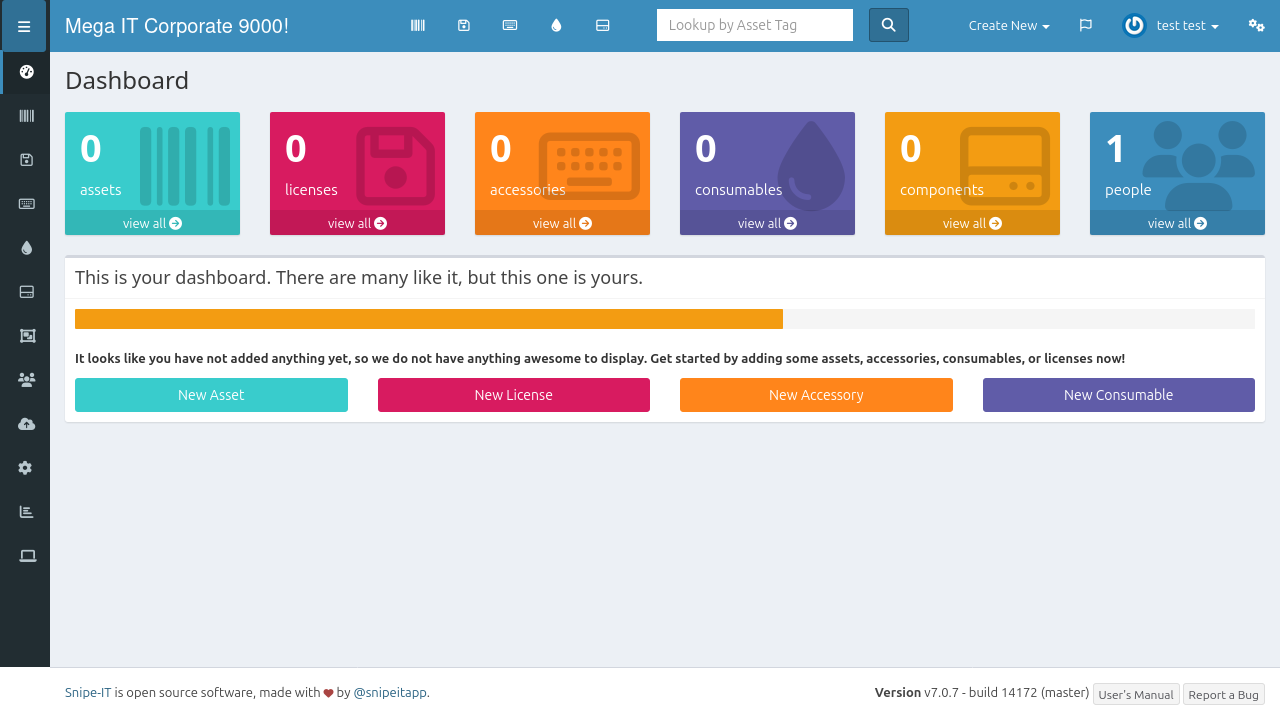 Mega IT Corporate 9000!
Lookup by Asset Tag
Create New
test test
Dashboard
0
assets
view all
0
licenses
view all
0
accessories
view all
0
consumables
view all
0
components
view all
1
people
view all
This is your dashboard. There are many like it, but this one is yours.
It looks like you have not added anything yet, so we do not have anything awesome to display. Get started by adding some assets, accessories, consumables, or licenses now!
New Asset
New License
New Accessory
New Consumable
Snipe-IT is open source software, made with by @snipeitapp.
Version v7.0.7 - build 14172 (master)
User's Manual
Report a Bug